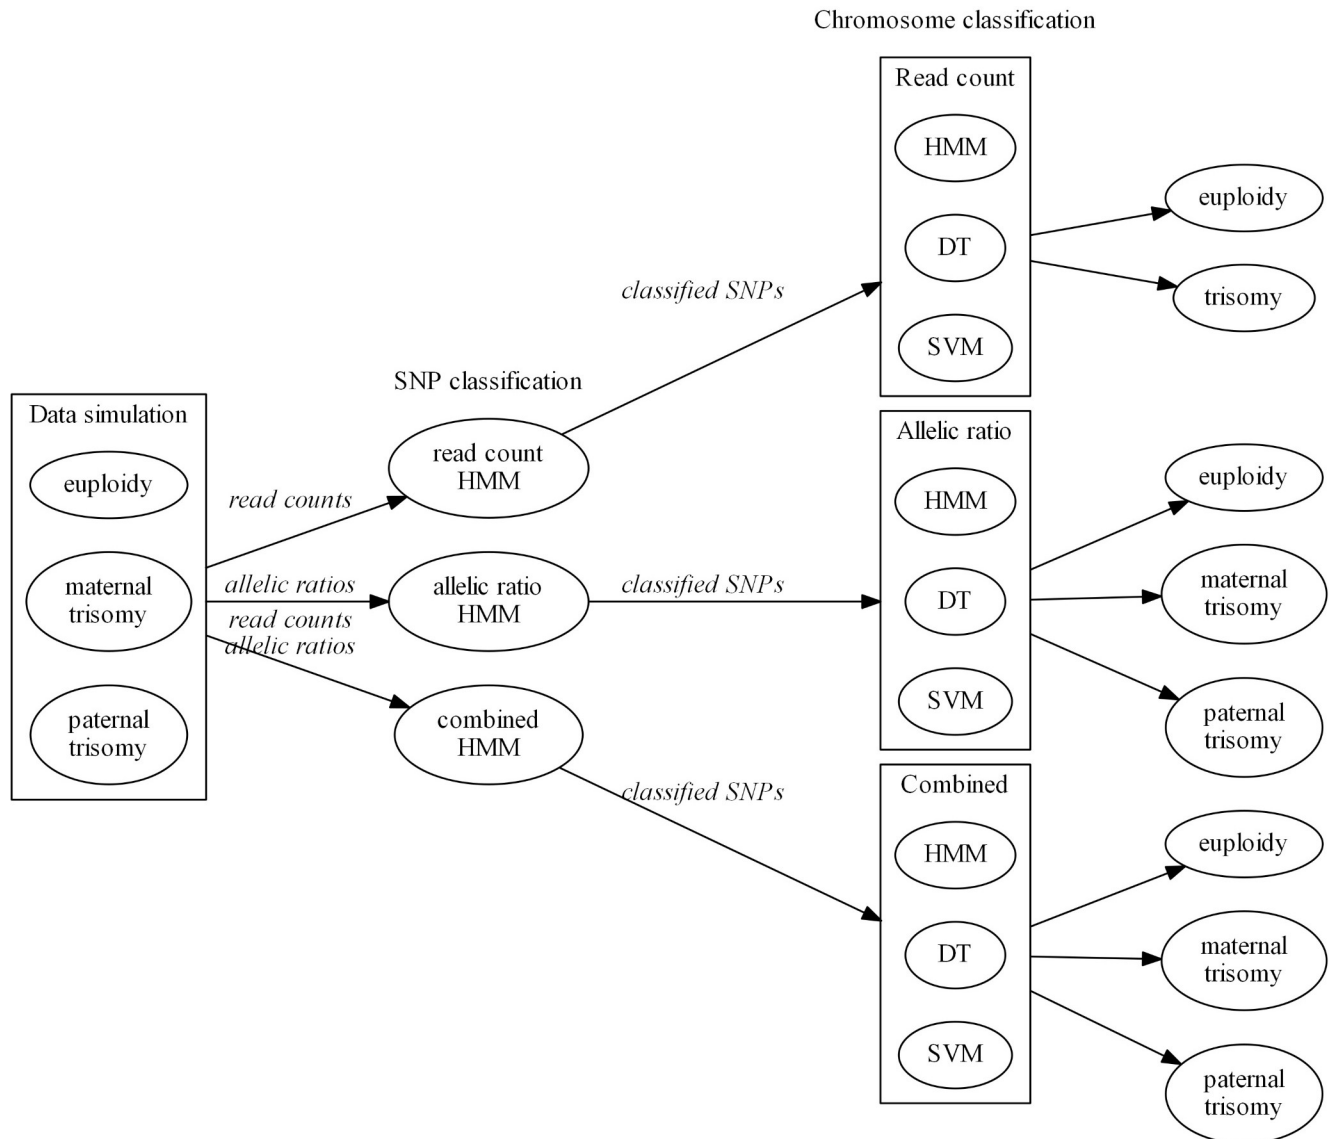 Chromosome classification
Read count
HMM
DT
SVM
euploidy
trisomy
classified SNPs
SNP classification
Data simulation
euploidy
maternal
trisomy
paternal
trisomy
read counts
allelic ratios
read counts
allelic ratios
read count
HMM
allelic ratio
HMM
combined
HMM
classified SNPs
classified SNPs
Allelic ratio
HMM
DT
SVM
euploidy
maternal
trisomy
paternal
trisomy
Combined
HMM
DT
SVM
euploidy
maternal
trisomy
paternal
trisomy